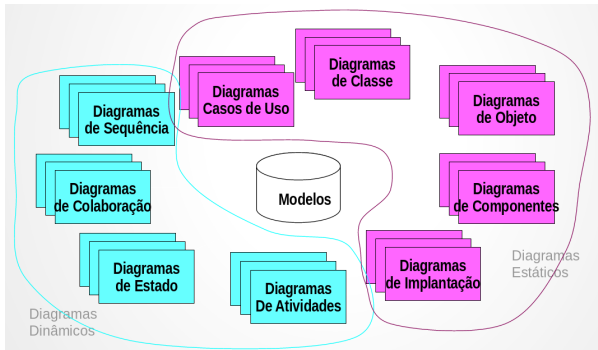 Diagramas
de Classe
Diagramas
Casos de Uso
Diagramas
de Objeto
Diagramas
de Sequência
Diagramas
de Colaboração
Modelos
Diagramas
de Componentes
Diagramas
de Estado
Diagramas
De Atividades
Diagramas
de Implantação
Diagramas
Estáticos
Diagramas
Dinâmicos